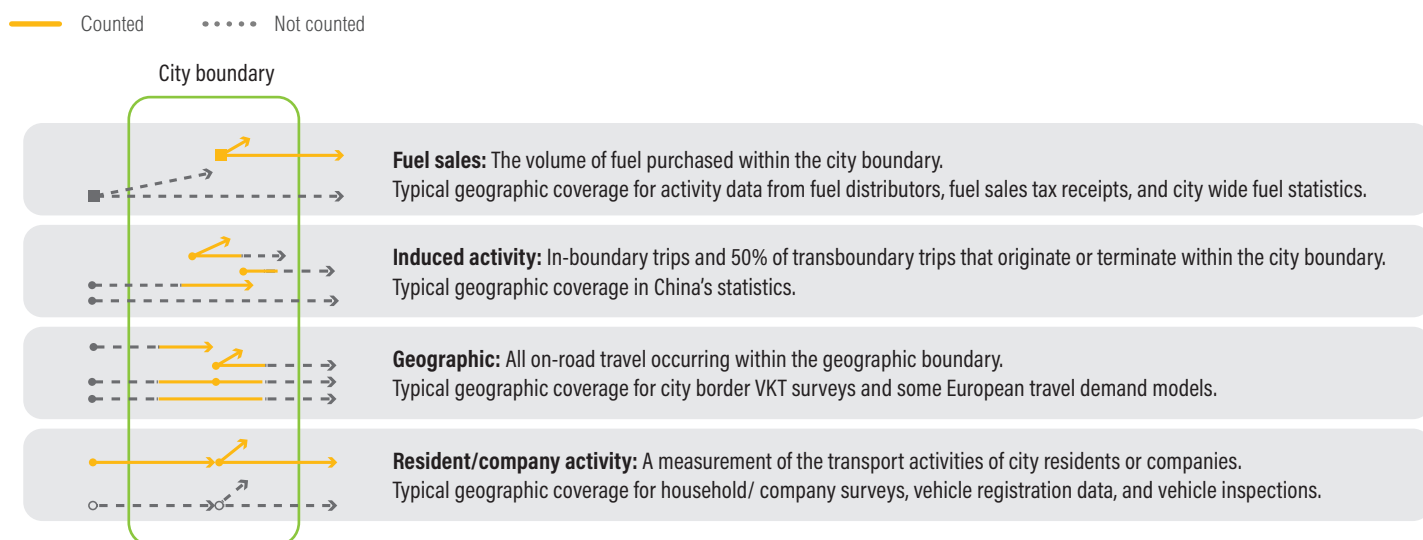 Counted Not counted
City boundary
Fuel sales: The volume of fuel purchased within the city boundary.
Typical geographic coverage for activity data from fuel distributors, fuel sales tax receipts, and city wide fuel statistics.
Induced activity: In-boundary trips and 50% of transboundary trips that originate or terminate within the city boundary.
Typical geographic coverage in China's statistics.
Geographic: All on-road travel occurring within the geographic boundary.
Typical geographic coverage for city border VKT surveys and some European travel demand models.
Resident/company activity: A measurement of the transport activities of city residents or companies.
Typical geographic coverage for household/ company surveys, vehicle registration data, and vehicle inspections.